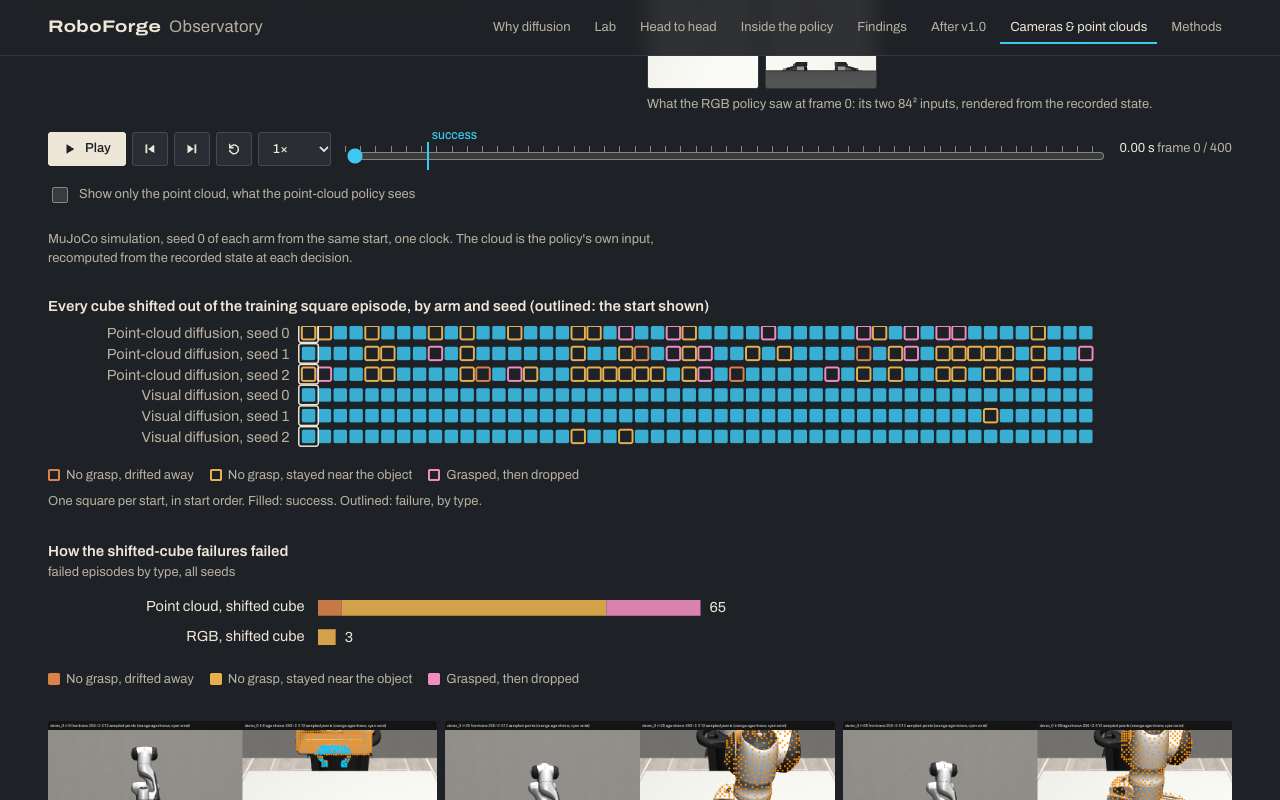 RoboForge Observatory
Why diffusion
Lab
Head to head
Inside the policy
Findings
After v1.0
Cameras & point clouds
Methods
What the RGB policy saw at frame 0: its two 84² inputs, rendered from the recorded state.
Play
1×
success
0.00 s frame 0 / 400
Show only the point cloud, what the point-cloud policy sees
MuJoCo simulation, seed 0 of each arm from the same start, one clock. The cloud is the policy's own input,
recomputed from the recorded state at each decision.
Every cube shifted out of the training square episode, by arm and seed (outlined: the start shown)
Point-cloud diffusion, seed 0
Point-cloud diffusion, seed 1
Point-cloud diffusion, seed 2
Visual diffusion, seed 0
Visual diffusion, seed 1
Visual diffusion, seed 2
No grasp, drifted away
No grasp, stayed near the object
Grasped, then dropped
One square per start, in start order. Filled: success. Outlined: failure, by type.
How the shifted-cube failures failed
failed episodes by type, all seeds
Point cloud, shifted cube
65
RGB, shifted cube
3
No grasp, drifted away
No grasp, stayed near the object
Grasped, then dropped